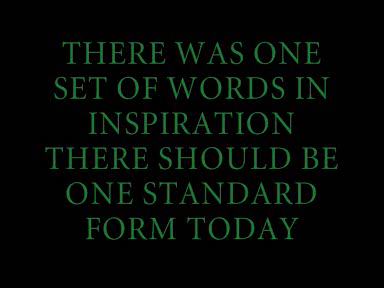 THERE WAS ONE
SET OF WORDS IN
INSPIRATION
THERE SHOULD BE
ONE STANDARD
FORM TODAY